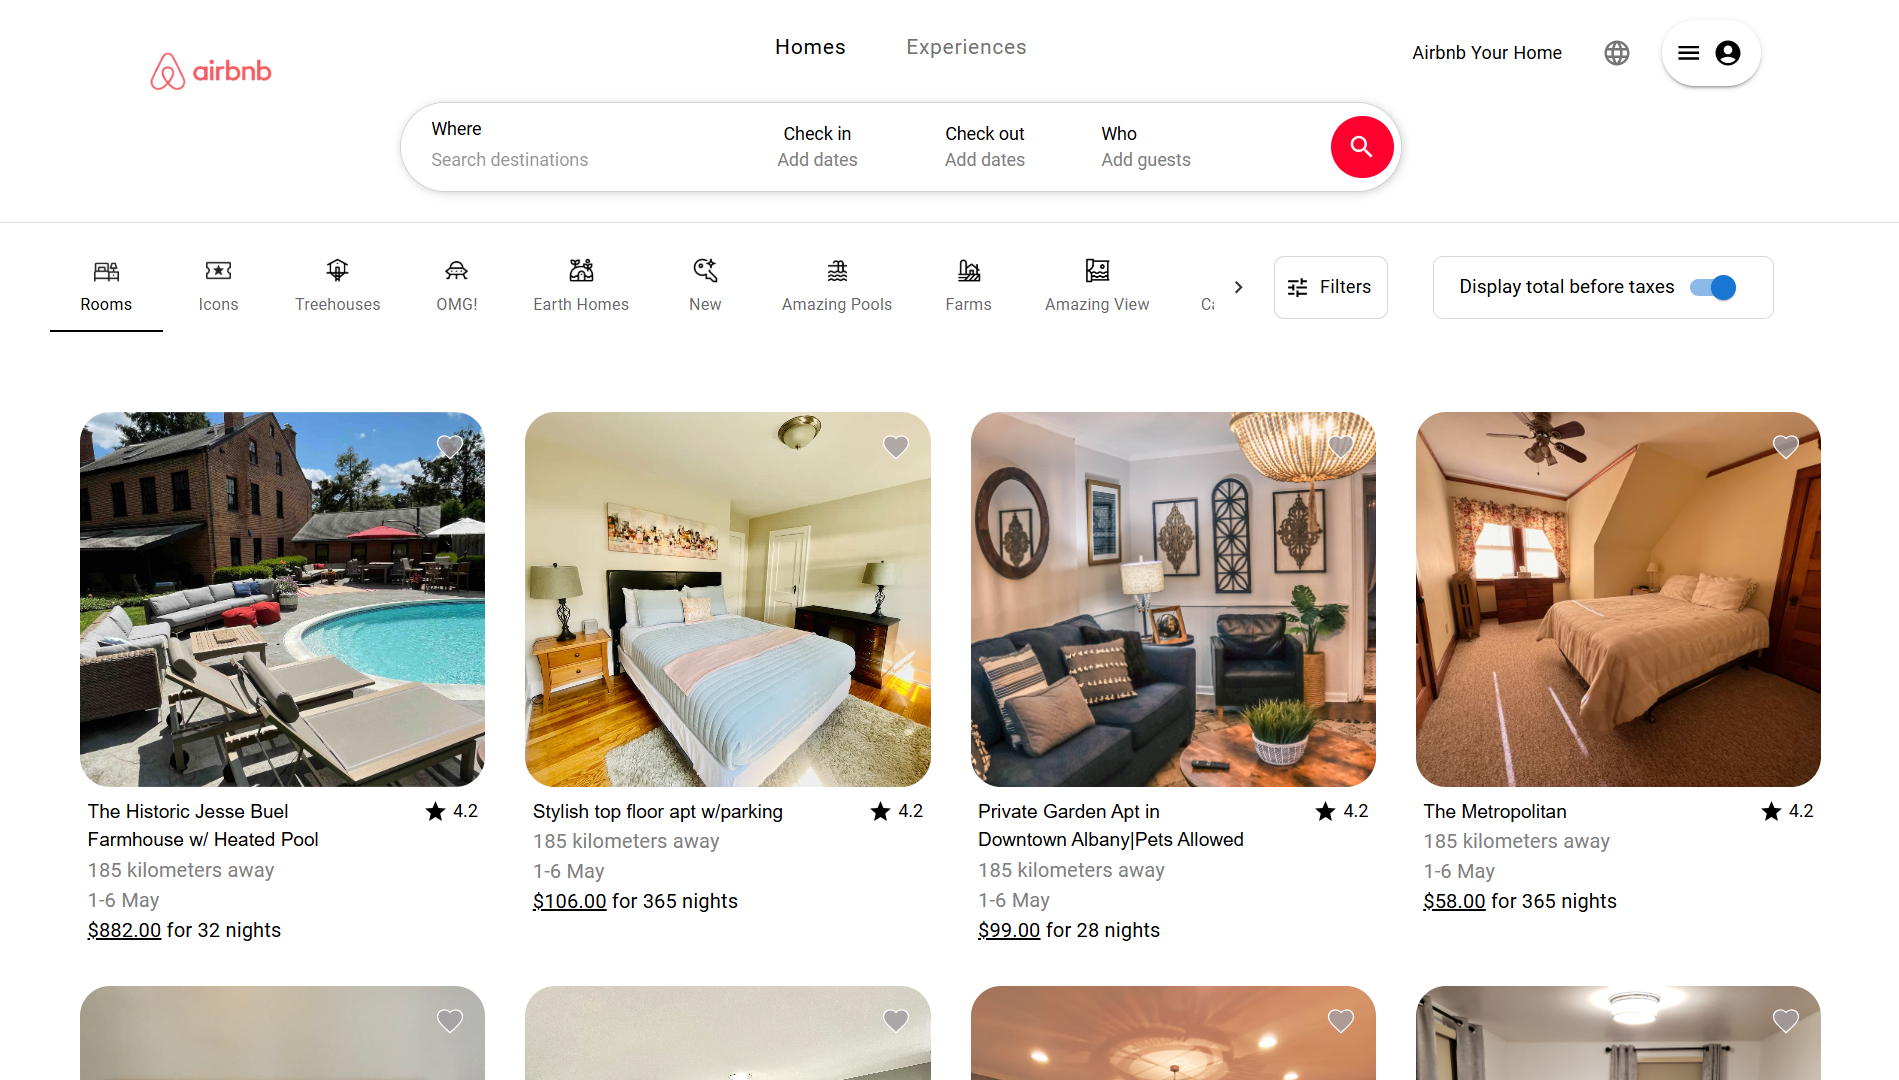 Homes
Experiences
Airbnb Your Home
airbnb
Where
Search destinations
Check in
Add dates
Check out
Add dates
Who
Add guests
Rooms
Icons
Treehouses
OMG!
Earth Homes
New
Amazing Pools
Farms
Amazing View
Filters
Display total before taxes
The Historic Jesse Buel
Farmhouse w/ Heated Pool
4.2
185 kilometers away
1-6 May
$882.00 for 32 nights
Stylish top floor apt w/parking
4.2
185 kilometers away
1-6 May
$106.00 for 365 nights
Private Garden Apt in
Downtown Albany|Pets Allowed
4.2
185 kilometers away
1-6 May
$99.00 for 28 nights
The Metropolitan
4.2
185 kilometers away
1-6 May
$58.00 for 365 nights